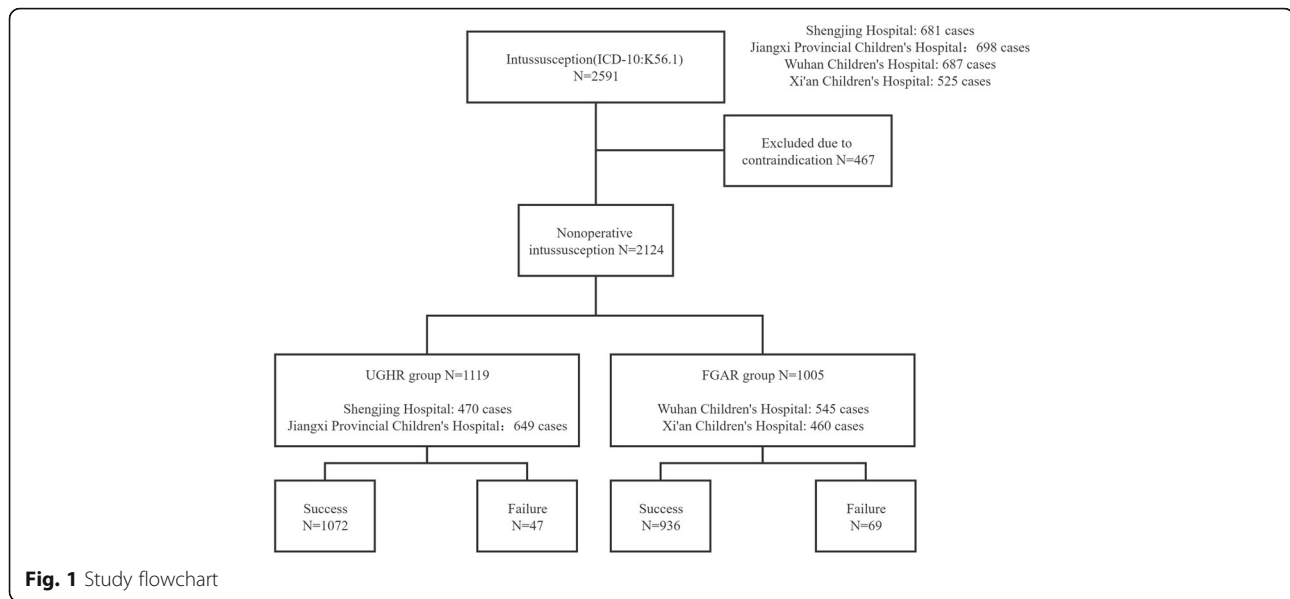 Intussusception(ICD-10:K56.1)
N=2591
Shengjing Hospital: 681 cases
Jiangxi Provincial Children's Hospital：698 cases
Wuhan Children's Hospital: 687 cases
Xi'an Children's Hospital: 525 cases
Excluded due to
contraindication N=467
Nonoperative
intussusception N=2124
UGHR group N=1119
Shengjing Hospital: 470 cases
Jiangxi Provincial Children's Hospital：649 cases
FGAR group N=1005
Wuhan Children's Hospital: 545 cases
Xi'an Children's Hospital: 460 cases
Success
N=1072
Failure
N=47
Success
N=936
Failure
N=69
Fig. 1 Study flowchart